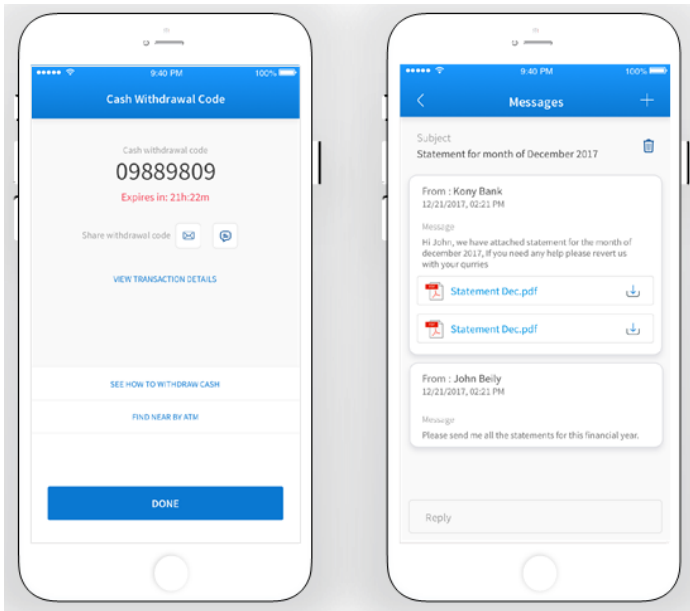 9:40 PM
100%
Cash Withdrawal Code
Cash withdrawal code
09889809
Expires in: 21h:22m
Share withdrawal code
VIEW TRANSACTION DETAILS
SEE HOW TO WITHDRAW CASH
FIND NEAR BY ATM
DONE
9:40 PM
100%
Messages
Subject
Statement for month of December 2017
From : Kony Bank
12/21/2017, 02:21 PM
Message
Hi John, we have attached statement for the month of
december 2017, If you need any help please revert us
with your qurries
Statement Dec.pdf
Statement Dec.pdf
From : John Beily
12/21/2017, 02:21 PM
Message
Please send me all the statements for this financial year.
Reply